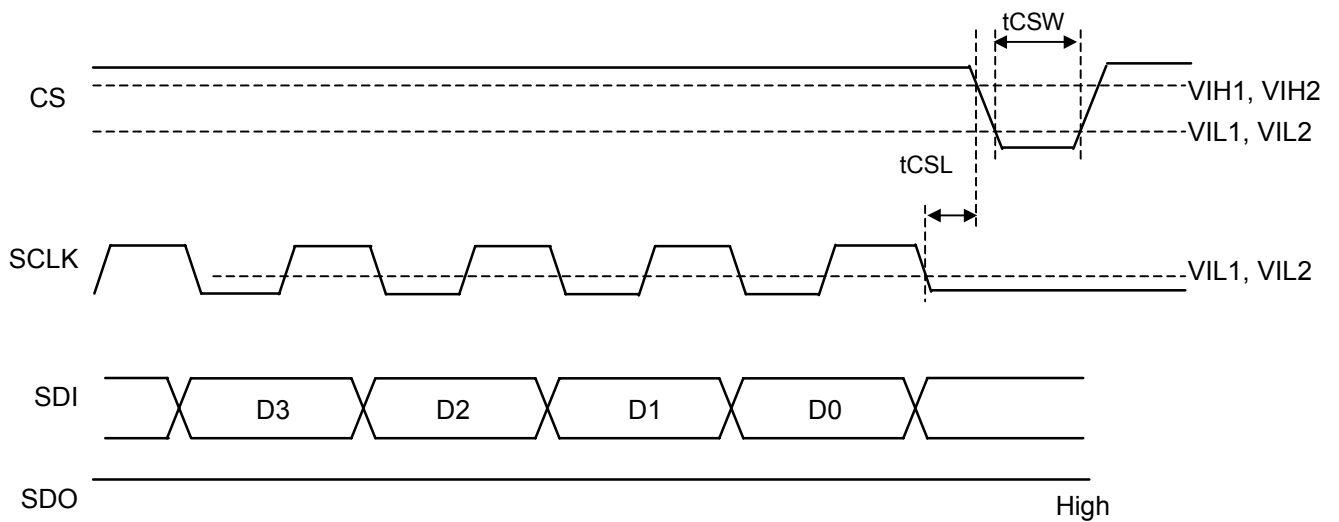 tCSW
CS
VIH1, VIH2
VIL1, VIL2
tCSL
SCLK
VIL1, VIL2
SDI
D3
D2
D1
D0
SDO
High